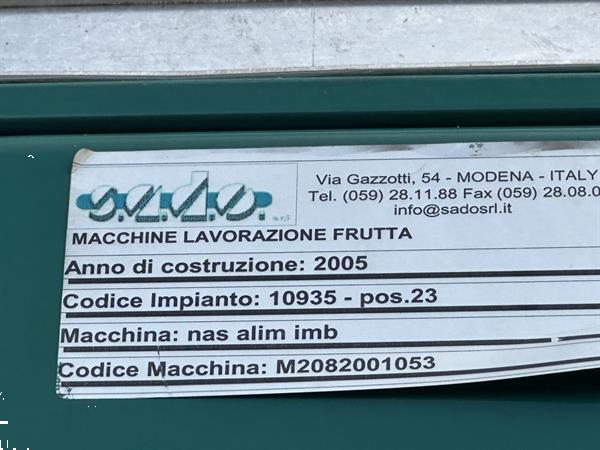 s.a.d.o. s.r.l
Via Gazzotti, 54 - MODENA - ITALY
Tel. (059) 28.11.88 Fax (059) 28.08.0
info@sadosrl.it
MACCHINE LAVORAZIONE FRUTTA
Anno di costruzione: 2005
Codice Impianto: 10935 - pos.23
Macchina: nas alim imb
Codice Macchina: M2082001053